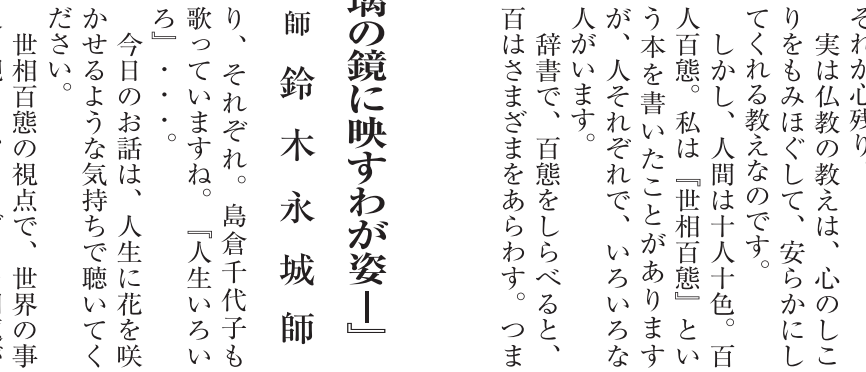 それが心残り
実は仏教の教えは、心のしこ
りをもみほぐして、安らかにし
てくれる教えなのです。
しかし、人間は十人十色。百
人百態。私は『世相百態』とい
う本を書いたことがあります
が、人それぞれで、いろいろな
人がいます。
辞書で、百態をしらべると、
百はさまざまをあらわす。つま
璃の鏡に映すわが姿ー』
師 鈴木永城師
り、それぞれ。島倉千代子も
歌っていますね。『人生いろい
ろ』・・・。
今日のお話は、人生に花を咲
かせるような気持ちで聴いてく
ださい。
世相百態の視点で、世界の事